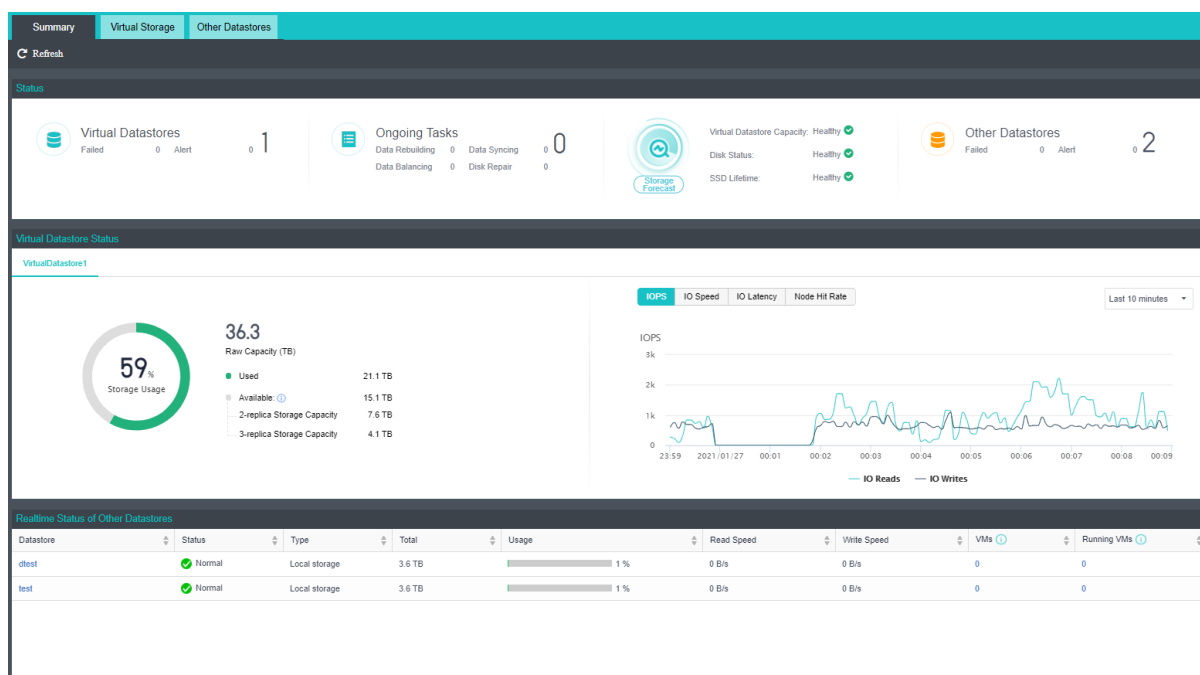 Summary Virtual Storage Other Datastores
Refresh
Status
Virtual Datastores 1
Failed 0 Alert 0
Ongoing Tasks 0
Data Rebuilding 0 Data Syncing 0
Data Balancing 0 Disk Repair 0
Storage
Forecast
Virtual Datastore Capacity: Healthy
Disk Status: Healthy
SSD Lifetime: Healthy
Other Datastores 2
Failed 0 Alert 0
Virtual Datastore Status
VirtualDatastore1
59%
Storage Usage
36.3
Raw Capacity (TB)
Used 21.1 TB
Available: 15.1 TB
2-replica Storage Capacity 7.6 TB
3-replica Storage Capacity 4.1 TB
IOPS IO Speed IO Latency Node Hit Rate
Last 10 minutes
IOPS
3k
2k
1k
0
23:59 2021/01/27 00:01 00:02 00:03 00:04 00:05 00:06 00:07 00:08 00:09
IO Reads IO Writes
Realtime Status of Other Datastores
Datastore Status Type Total Usage Read Speed Write Speed VMs Running VMs
dtest Normal Local storage 3.6 TB 1 % 0 B/s 0 B/s 0 0
test Normal Local storage 3.6 TB 1 % 0 B/s 0 B/s 0 0